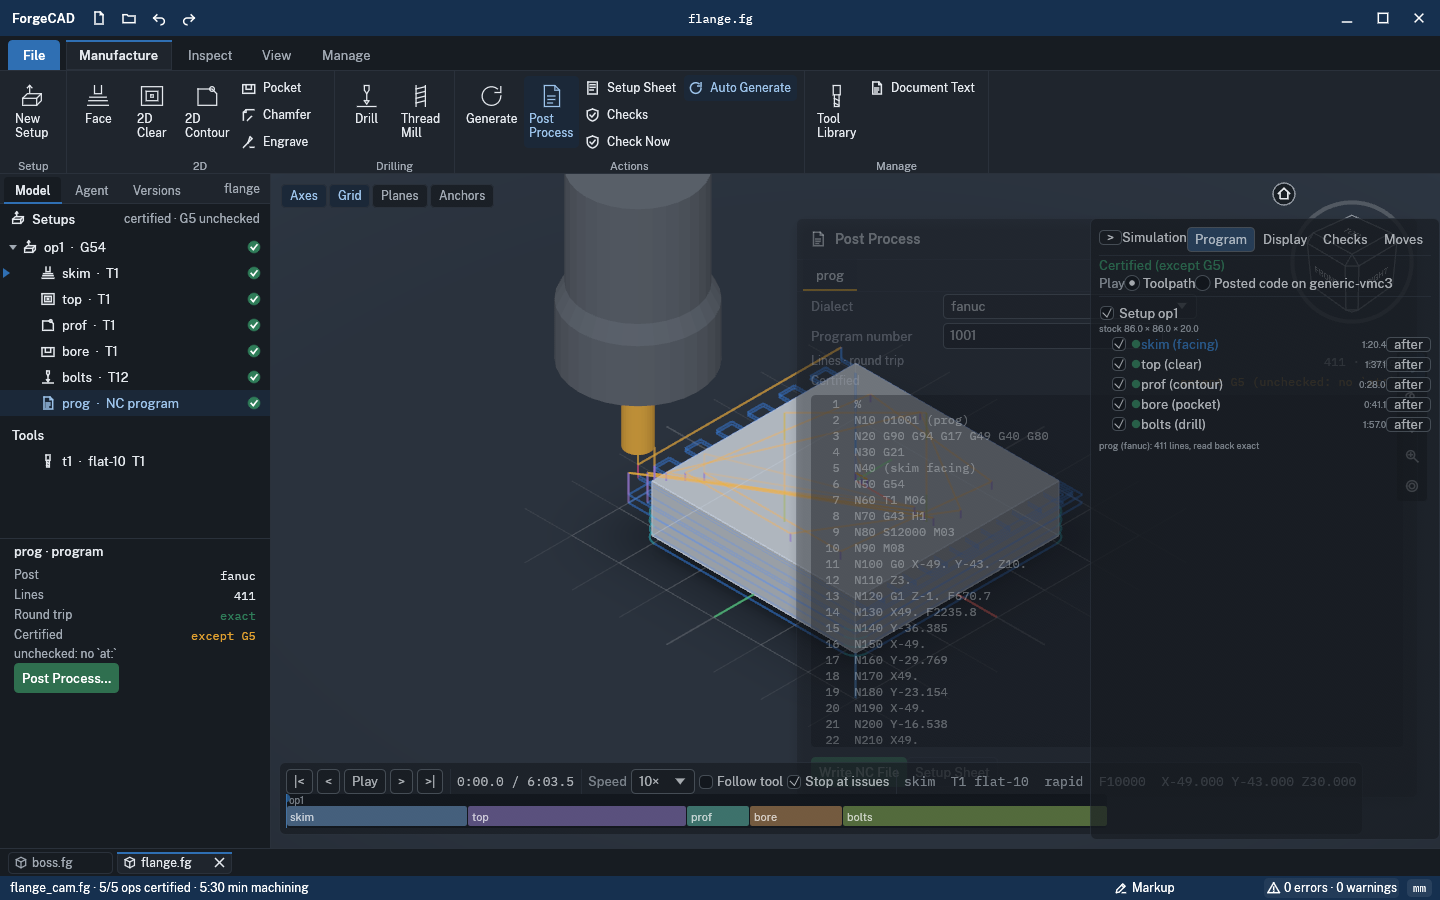 ForgeCAD
flange.fg
File
Manufacture
Inspect
View
Manage
New Setup
Setup
Face
2D Clear
2D Contour
Pocket
Chamfer
Engrave
2D
Drill
Thread Mill
Drilling
Generate
Post Process
Setup Sheet
Checks
Check Now
Auto Generate
Actions
Tool Library
Document Text
Manage
Model
Agent
Versions
flange
Setups
certified · G5 unchecked
op1 · G54
skim · T1
top · T1
prof · T1
bore · T1
bolts · T12
prog · NC program
Tools
t1 · flat-10 T1
prog · program
Post fanuc
Lines 411
Round trip exact
Certified except G5
unchecked: no `at:`
Post Process...
Axes
Grid
Planes
Anchors
Post Process
prog
Dialect fanuc
Program number 1001
Lines · round trip
411 ·
Certified
G5 (unchecked: no
1 %
2 N10 O1001 (prog)
3 N20 G90 G94 G17 G49 G40 G80
4 N30 G21
5 N40 (skim facing)
6 N50 G54
7 N60 T1 M06
8 N70 G43 H1
9 N80 S12000 M03
10 N90 M08
11 N100 G0 X-49. Y-43. Z10.
12 N110 Z3.
13 N120 G1 Z-1. F670.7
14 N130 X49. F2235.8
15 N140 Y-36.385
16 N150 X-49.
17 N160 Y-29.769
18 N170 X49.
19 N180 Y-23.154
20 N190 X-49.
21 N200 Y-16.538
22 N210 X49.
Write NC File
Setup Sheet
> Simulation
Program
Display
Checks
Moves
Certified (except G5)
Play Toolpath Posted code on generic-vmc3
Setup op1
stock 86.0 × 86.0 × 20.0
skim (facing) 1:20.4 after
top (clear) 1:37.1 after
prof (contour) 0:28.0 after
bore (pocket) 0:41.1 after
bolts (drill) 1:57.0 after
prog (fanuc): 411 lines, read back exact
|< < Play > >| 0:00.0 / 6:03.5 Speed 10× Follow tool Stop at issues skim T1 flat-10 rapid F10000 X-49.000 Y-43.000 Z30.000
op1
skim
top
prof
bore
bolts
boss.fg
flange.fg
flange_cam.fg · 5/5 ops certified · 5:30 min machining
Markup
0 errors · 0 warnings
mm